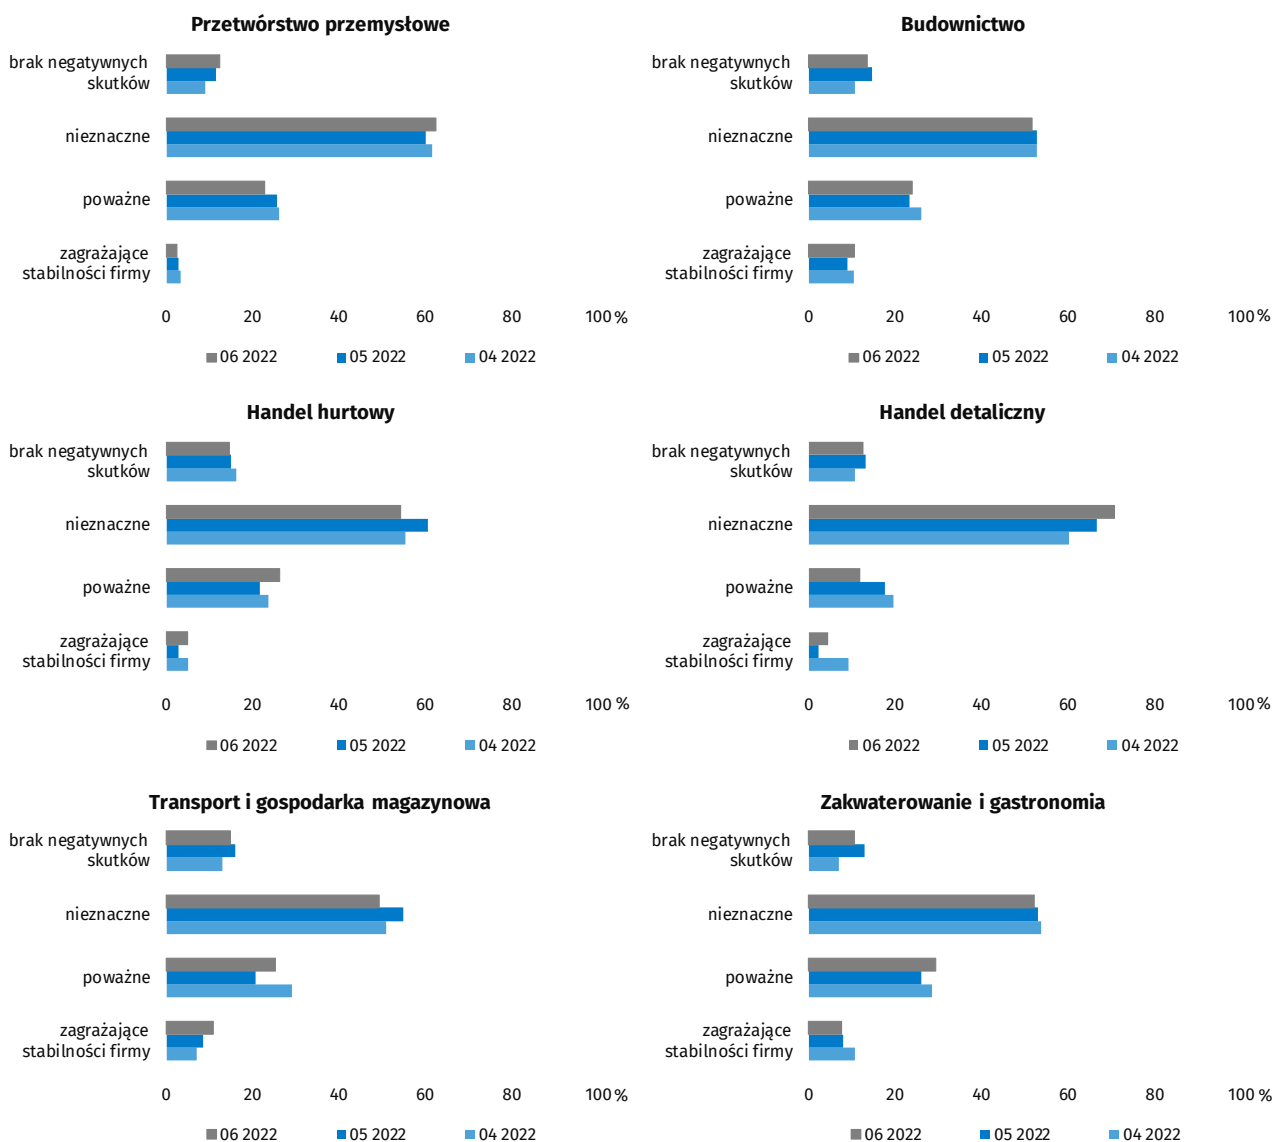 Przetwórstwo przemysłowe
brak negatywnych
skutków
nieznaczne
poważne
zagrażające
stabilności firmy
0 20 40 60 80 100 %
06 2022 05 2022 04 2022
Budownictwo
brak negatywnych
skutków
nieznaczne
poważne
zagrażające
stabilności firmy
0 20 40 60 80 100 %
06 2022 05 2022 04 2022
Handel hurtowy
brak negatywnych
skutków
nieznaczne
poważne
zagrażające
stabilności firmy
0 20 40 60 80 100 %
06 2022 05 2022 04 2022
Handel detaliczny
brak negatywnych
skutków
nieznaczne
poważne
zagrażające
stabilności firmy
0 20 40 60 80 100 %
06 2022 05 2022 04 2022
Transport i gospodarka magazynowa
brak negatywnych
skutków
nieznaczne
poważne
zagrażające
stabilności firmy
0 20 40 60 80 100 %
06 2022 05 2022 04 2022
Zakwaterowanie i gastronomia
brak negatywnych
skutków
nieznaczne
poważne
zagrażające
stabilności firmy
0 20 40 60 80 100 %
06 2022 05 2022 04 2022